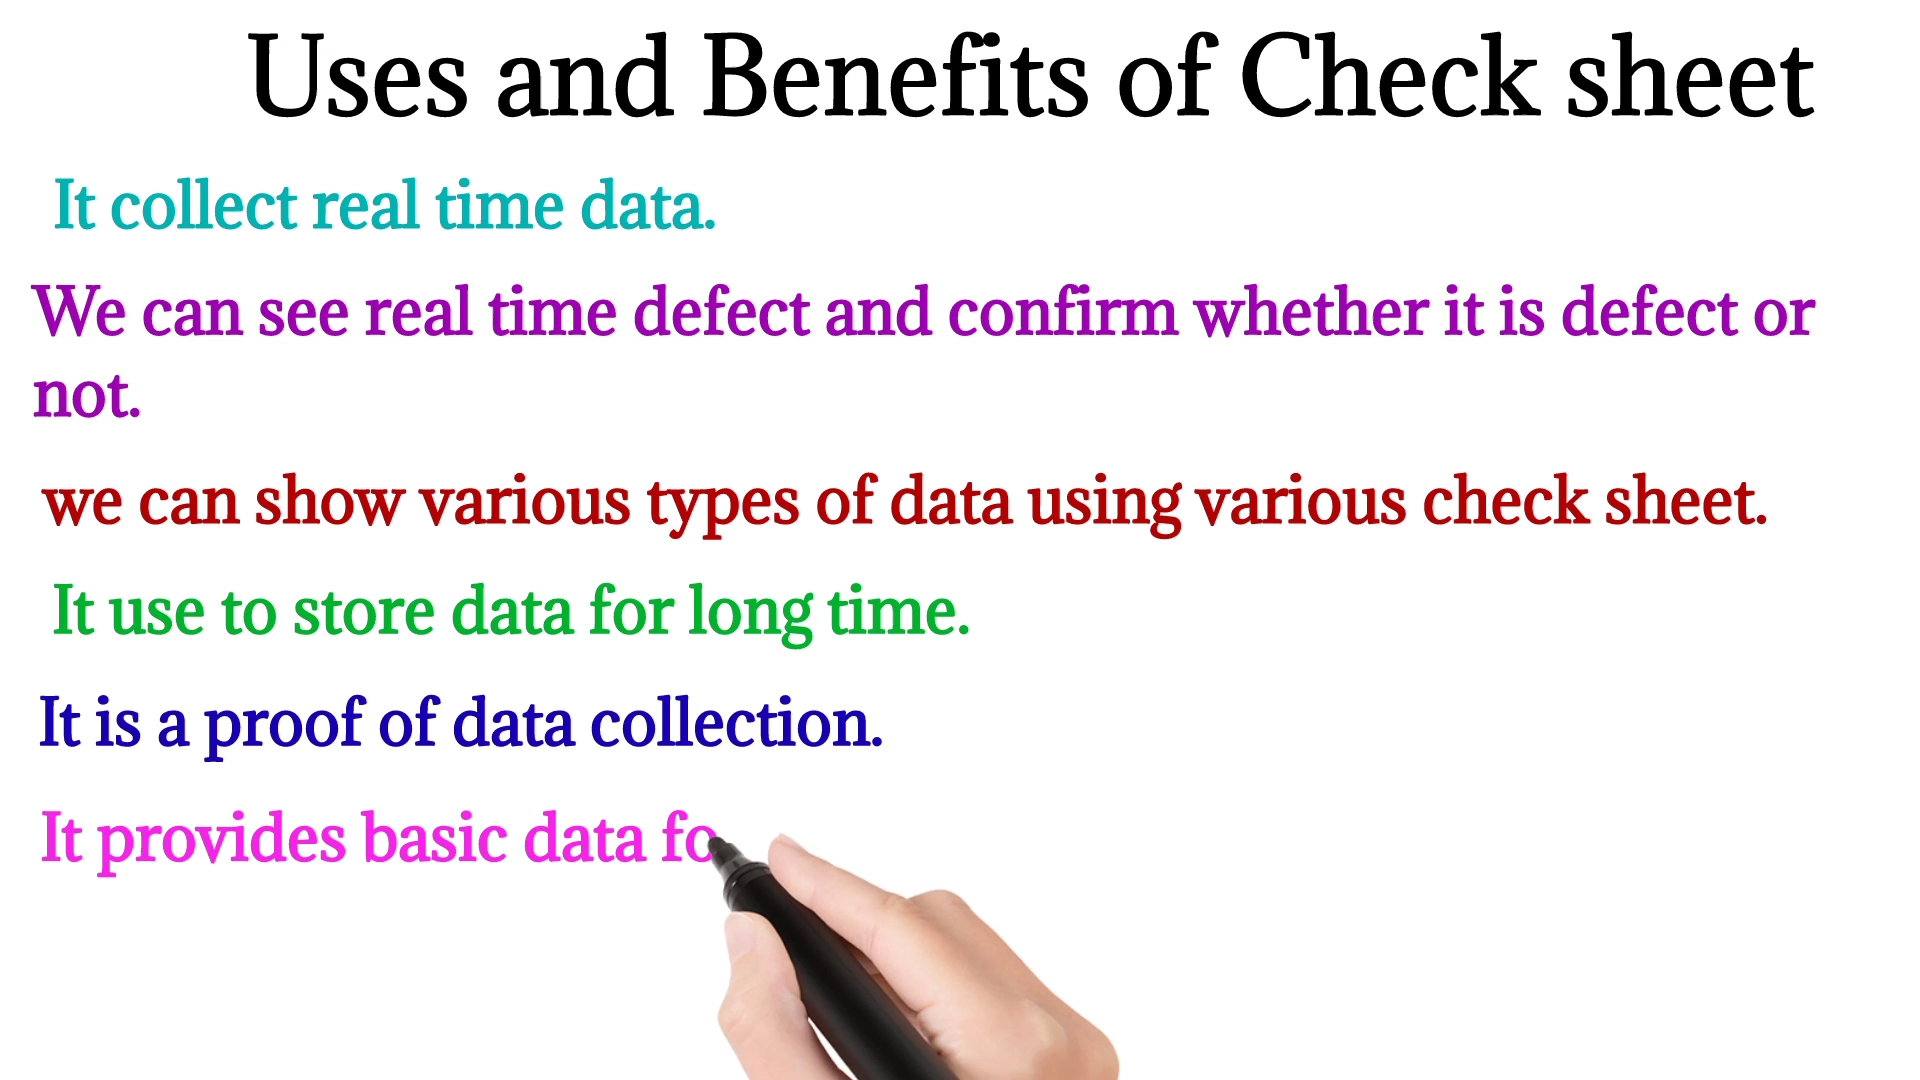 Uses and Benefits of Check sheet
It collect real time data.
We can see real time defect and confirm whether it is defect or
not.
we can show various types of data using various check sheet.
It use to store data for long time.
It is a proof of data collection.
It provides basic data fo